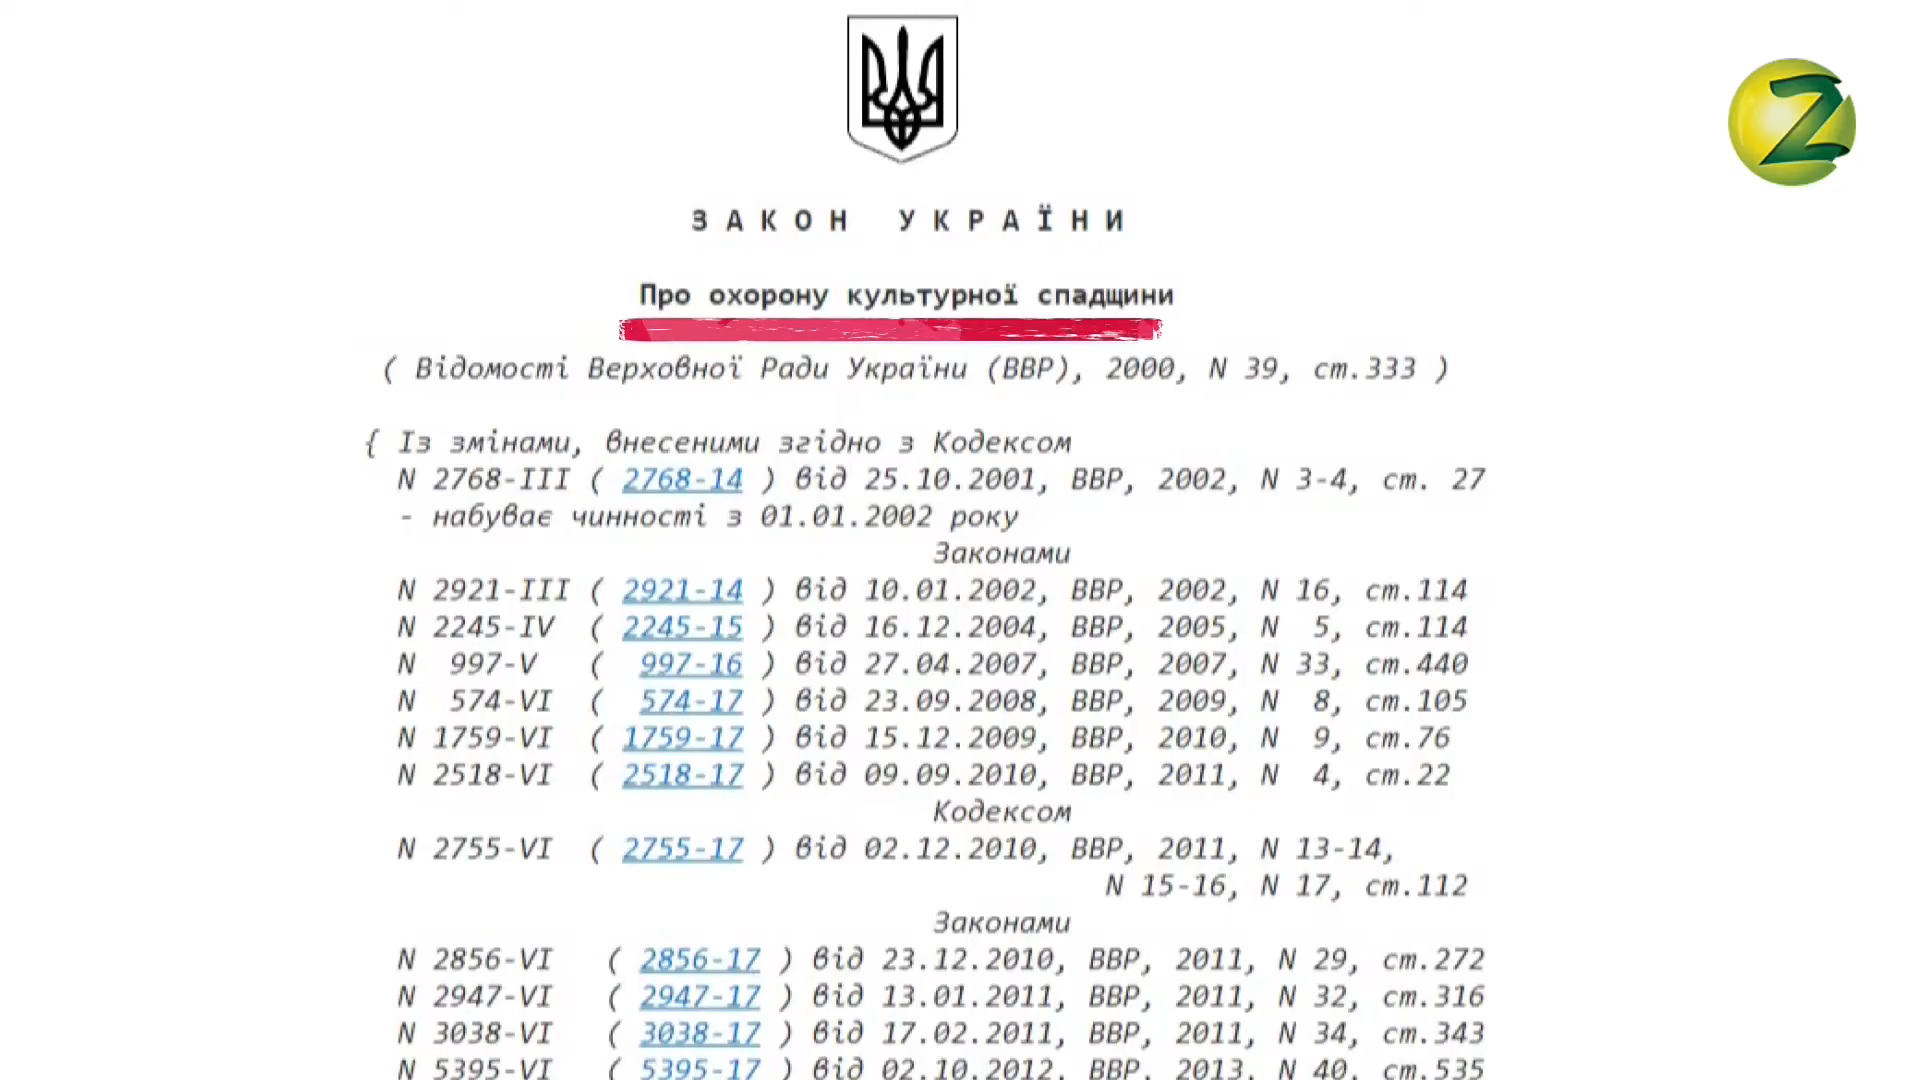 З А К О Н   У К Р А Ї Н И
Про охорону культурної спадщини
( Відомості Верховної Ради України (ВВР), 2000, N 39, ст.333 )
{ Із змінами, внесеними згідно з Кодексом
N 2768-III ( 2768-14 ) від 25.10.2001, ВВР, 2002, N 3-4, ст. 27
- набуває чинності з 01.01.2002 року
Законами
N 2921-III ( 2921-14 ) від 10.01.2002, ВВР, 2002, N 16, ст.114
N 2245-IV ( 2245-15 ) від 16.12.2004, ВВР, 2005, N 5, ст.114
N 997-V ( 997-16 ) від 27.04.2007, ВВР, 2007, N 33, ст.440
N 574-VI ( 574-17 ) від 23.09.2008, ВВР, 2009, N 8, ст.105
N 1759-VI ( 1759-17 ) від 15.12.2009, ВВР, 2010, N 9, ст.76
N 2518-VI ( 2518-17 ) від 09.09.2010, ВВР, 2011, N 4, ст.22
Кодексом
N 2755-VI ( 2755-17 ) від 02.12.2010, ВВР, 2011, N 13-14,
N 15-16, N 17, ст.112
Законами
N 2856-VI ( 2856-17 ) від 23.12.2010, ВВР, 2011, N 29, ст.272
N 2947-VI ( 2947-17 ) від 13.01.2011, ВВР, 2011, N 32, ст.316
N 3038-VI ( 3038-17 ) від 17.02.2011, ВВР, 2011, N 34, ст.343
N 5395-VI ( 5395-17 ) від 02.10.2012, ВВР, 2013, N 40, ст.535
Z